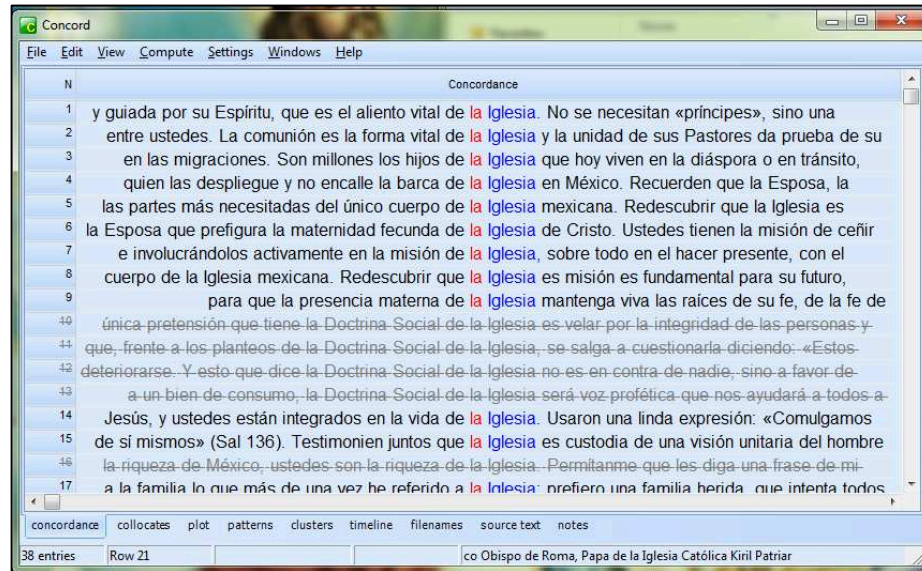 Concord
File Edit View Compute Settings Windows Help
N Concordance
1 y guiada por su Espíritu, que es el aliento vital de la Iglesia. No se necesitan «príncipes», sino una
2 entre ustedes. La comunión es la forma vital de la Iglesia y la unidad de sus Pastores da prueba de su
3 en las migraciones. Son millones los hijos de la Iglesia que hoy viven en la diáspora o en tránsito,
4 quien las despliegue y no encalle la barca de la Iglesia en México. Recuerden que la Esposa, la
5 las partes más necesitadas del único cuerpo de la Iglesia mexicana. Redescubrir que la Iglesia es
6 la Esposa que prefigura la maternidad fecunda de la Iglesia de Cristo. Ustedes tienen la misión de ceñir
7 e involucrándolos activamente en la misión de la Iglesia, sobre todo en el hacer presente, con el
8 cuerpo de la Iglesia mexicana. Redescubrir que la Iglesia es misión es fundamental para su futuro,
9 para que la presencia materna de la Iglesia mantenga viva las raíces de su fe, de la fe de
10 única pretensión que tiene la Doctrina Social de la Iglesia es velar por la integridad de las personas y
11 que, frente a los planteos de la Doctrina Social de la Iglesia, se salga a cuestionarla diciendo: «Estos
12 deteriorarse. Y esto que dice la Doctrina Social de la Iglesia no es en contra de nadie, sino a favor de
13 a un bien de consumo, la Doctrina Social de la Iglesia será voz profética que nos ayudará a todos a
14 Jesús, y ustedes están integrados en la vida de la Iglesia. Usaron una linda expresión: «Comulgamos
15 de sí mismos» (Sal 136). Testimonien juntos que la Iglesia es custodia de una visión unitaria del hombre
16 la riqueza de México, ustedes son la riqueza de la Iglesia. Permítanme que les diga una frase de mi
17 a la familia lo que más de una vez he referido a la Iglesia: prefiero una familia herida, que intenta todos
concordance collocates plot patterns clusters timeline filenames source text notes
38 entries Row 21 co Obispo de Roma, Papa de la Iglesia Católica Kiril Patriar